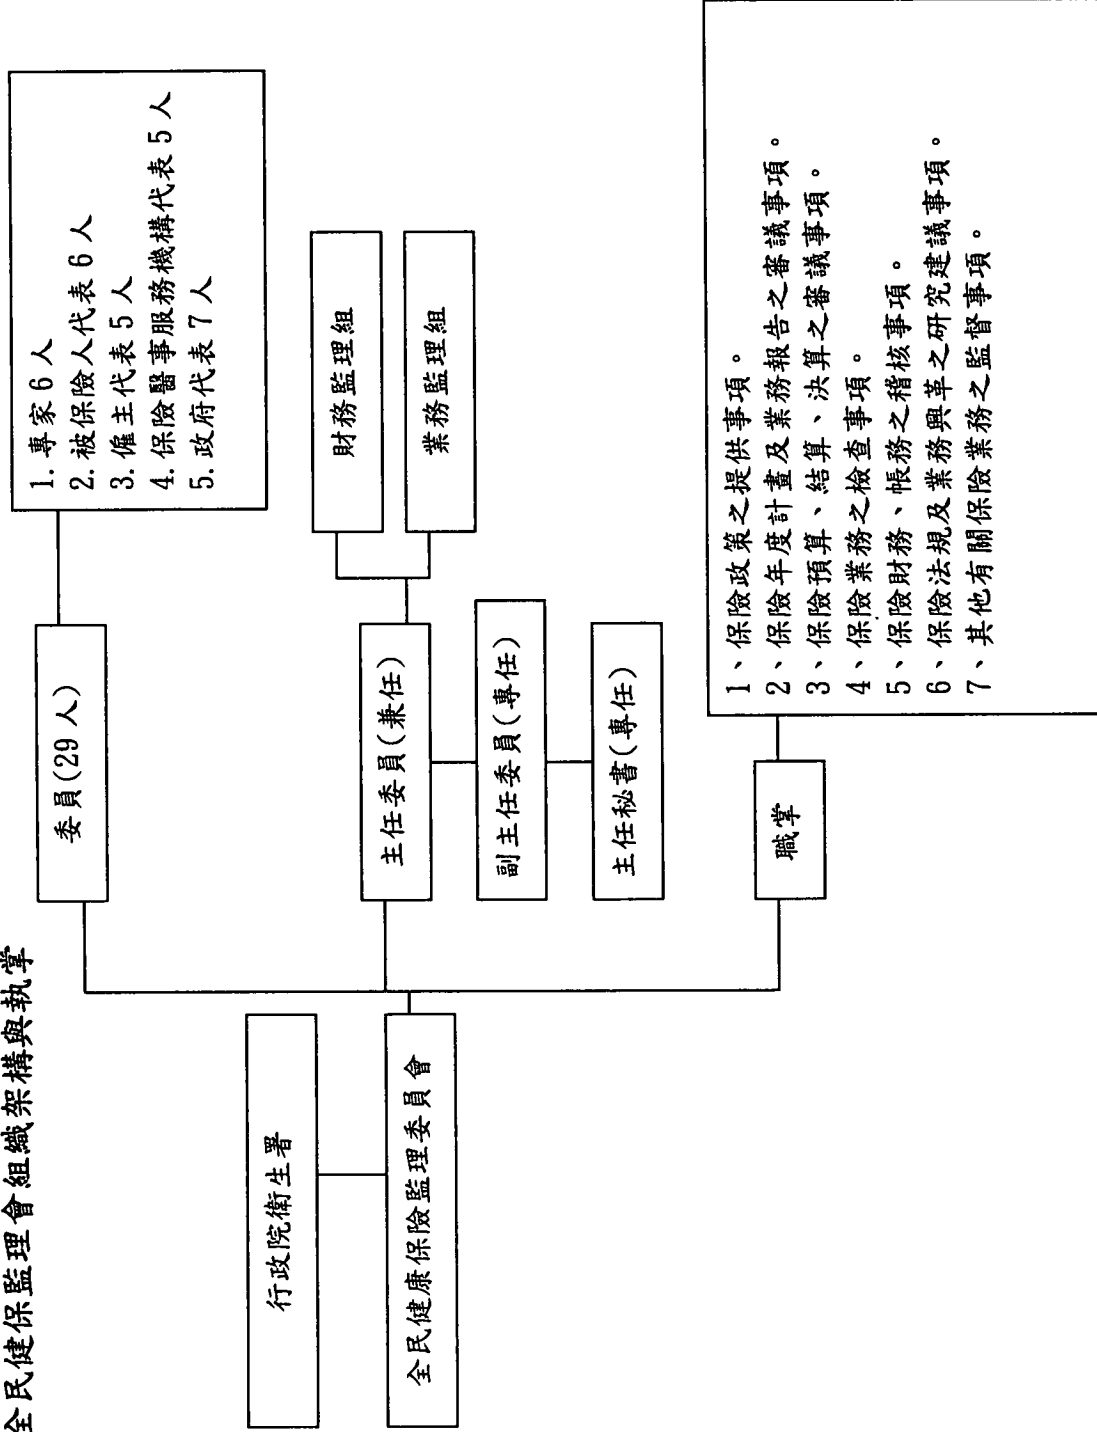 全民健保監理會組織架構與執掌
行政院衛生署
全民健康保險監理委員會
委員(29人)
1.專家6人
2.被保險人代表6人
3.僱主代表5人
4.保險醫事服務機構代表5人
5.政府代表7人
主任委員(兼任)
副主任委員(專任)
主任秘書(專任)
財務監理組
業務監理組
職掌
1、保險政策之提供事項。
2、保險年度計畫及業務報告之審議事項。
3、保險預算、結算、決算之審議事項。
4、保險業務之檢查事項。
5、保險財務、帳務之稽核事項。
6、保險法規及業務興革之研究建議事項。
7、其他有關保險業務之監督事項。